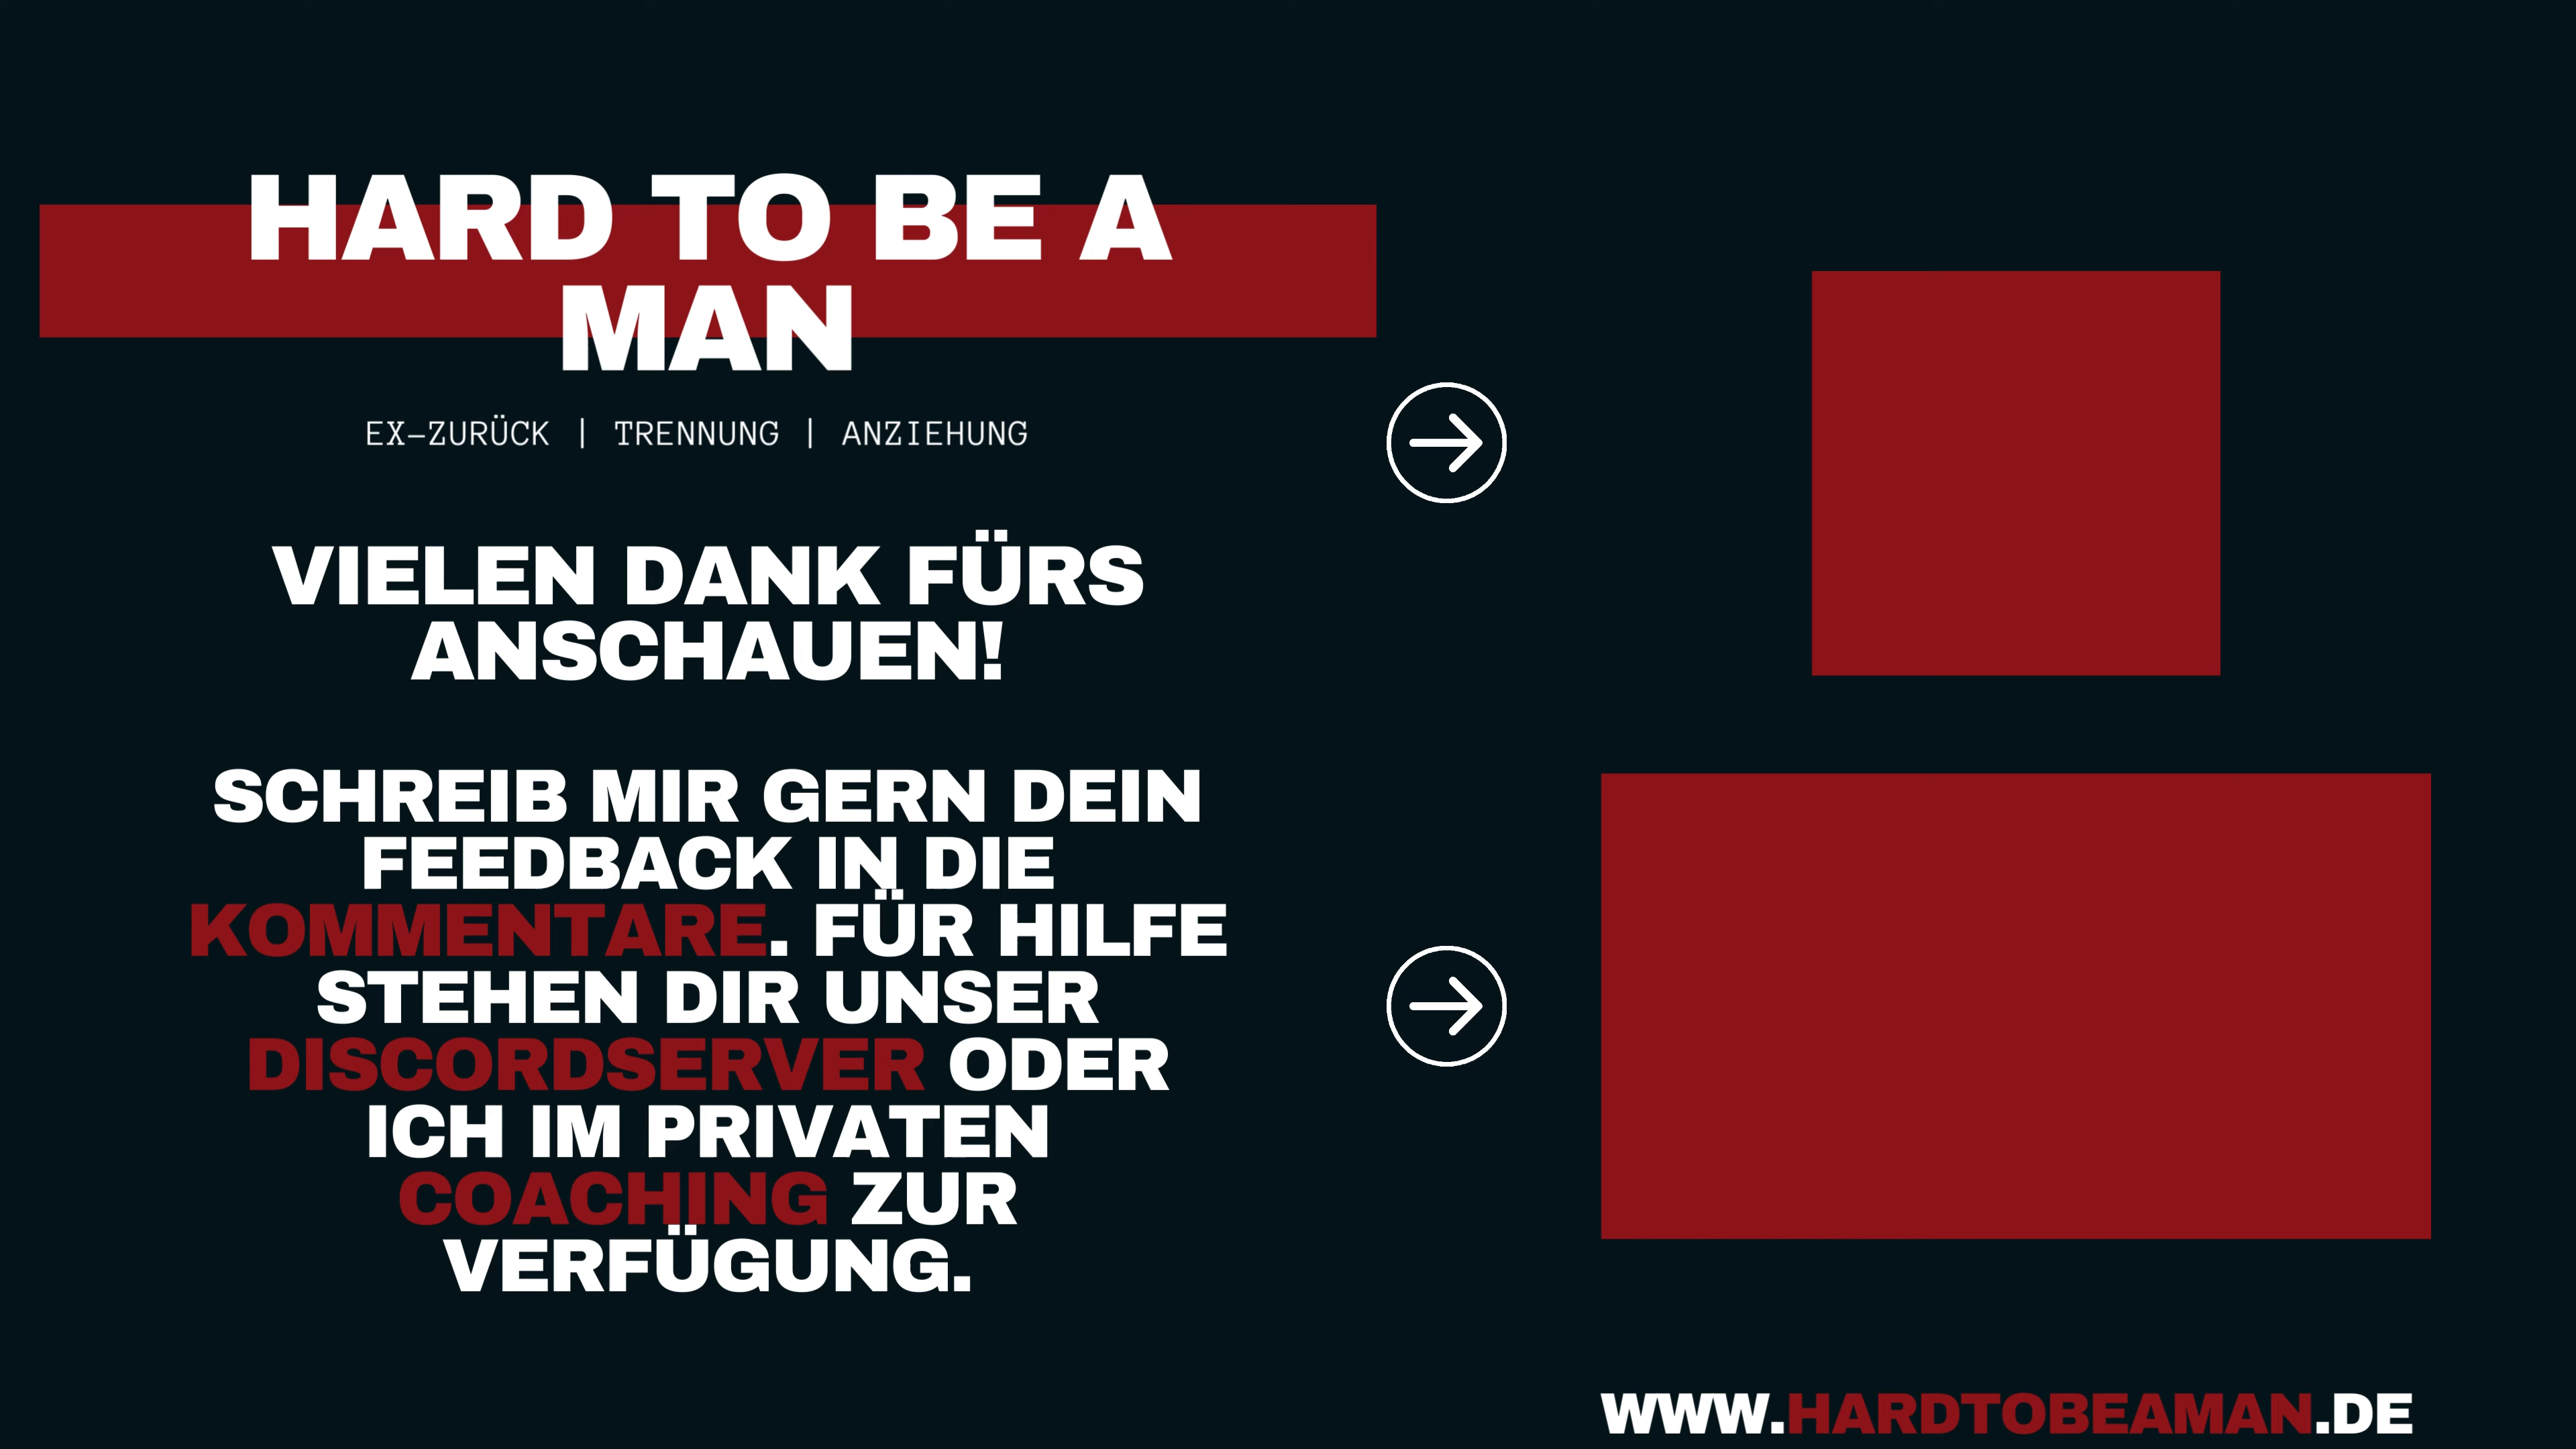 HARD TO BE A
MAN
EX-ZURÜCK | TRENNUNG | ANZIEHUNG
VIELEN DANK FÜRS
ANSCHAUEN!
SCHREIB MIR GERN DEIN
FEEDBACK IN DIE
KOMMENTARE. FÜR HILFE
STEHEN DIR UNSER
DISCORDSERVER ODER
ICH IM PRIVATEN
COACHING ZUR
VERFÜGUNG.
WWW.HARDTOBEAMAN.DE